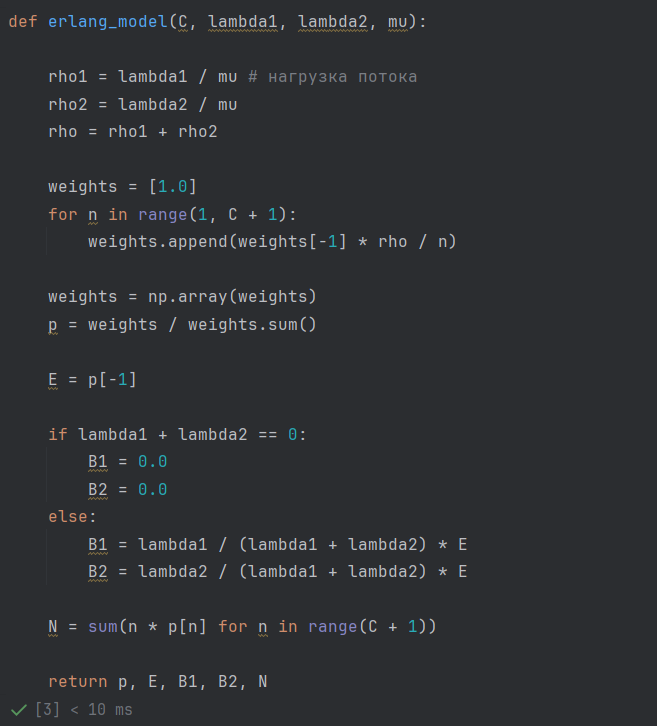 def erlang_model(C, lambda1, lambda2, mu):
    rho1 = lambda1 / mu # нагрузка потока
    rho2 = lambda2 / mu
    rho = rho1 + rho2
    weights = [1.0]
    for n in range(1, C + 1):
        weights.append(weights[-1] * rho / n)
    weights = np.array(weights)
    p = weights / weights.sum()
    E = p[-1]
    if lambda1 + lambda2 == 0:
        B1 = 0.0
        B2 = 0.0
    else:
        B1 = lambda1 / (lambda1 + lambda2) * E
        B2 = lambda2 / (lambda1 + lambda2) * E
    N = sum(n * p[n] for n in range(C + 1))
    return p, E, B1, B2, N
[3] < 10 ms